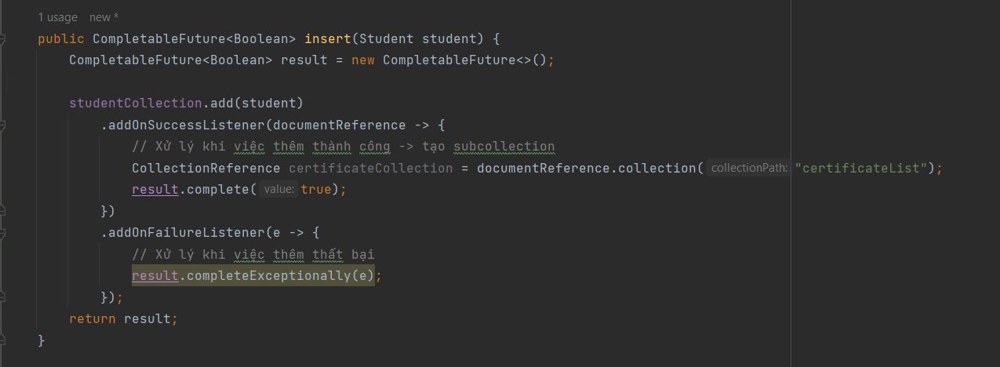 1 usage new *
public CompletableFuture<Boolean> insert(Student student) {
CompletableFuture<Boolean> result = new CompletableFuture<>();
studentCollection.add(student)
.addOnSuccessListener(documentReference -> {
// Xử lý khi việc thêm thành công -> tạo subcollection
CollectionReference certificateCollection = documentReference.collection( collectionPath: "certificateList");
result.complete( value: true);
})
.addOnFailureListener(e -> {
// Xử lý khi việc thêm thất bại
result.completeExceptionally(e);
});
return result;
}